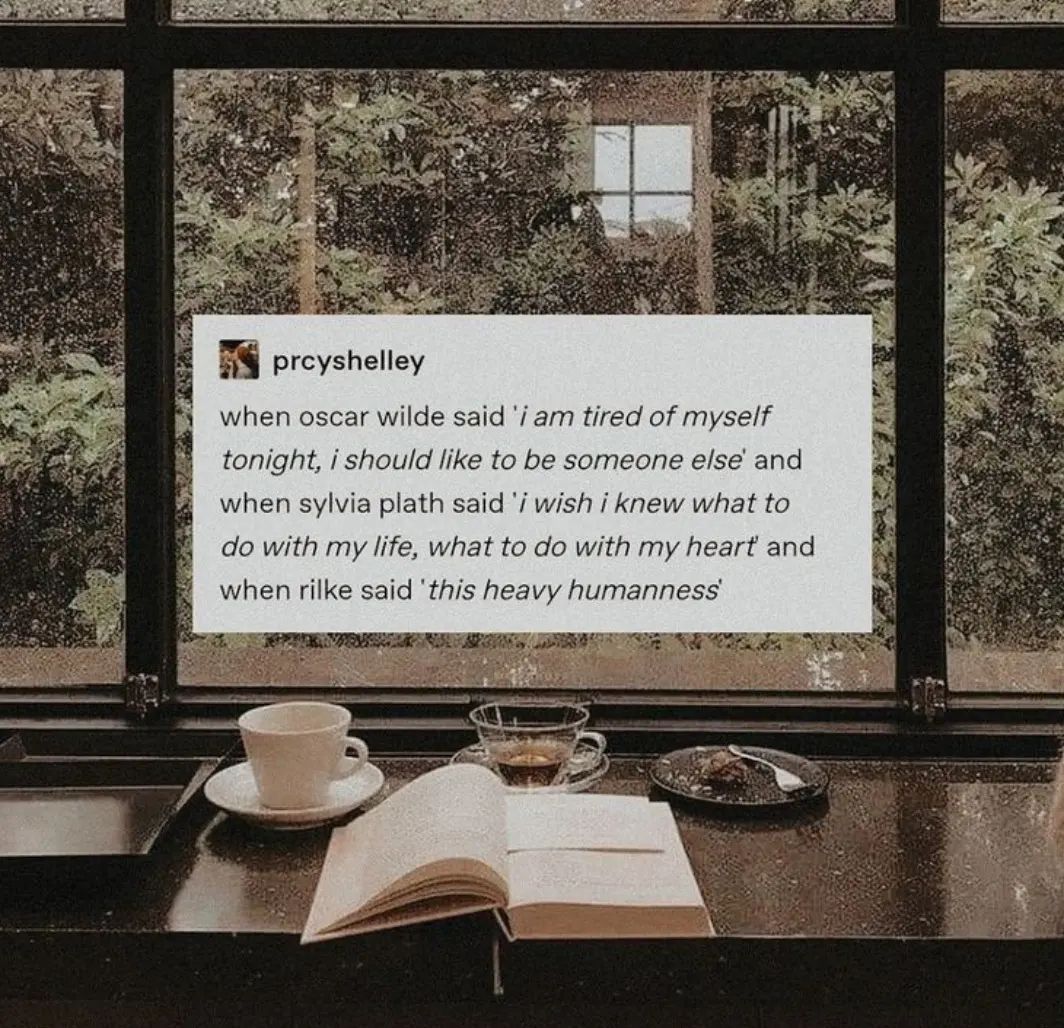 prcyshelley
when oscar wilde said 'i am tired of myself
tonight, i should like to be someone else' and
when sylvia plath said 'i wish i knew what to
do with my life, what to do with my heart' and
when rilke said 'this heavy humanness'